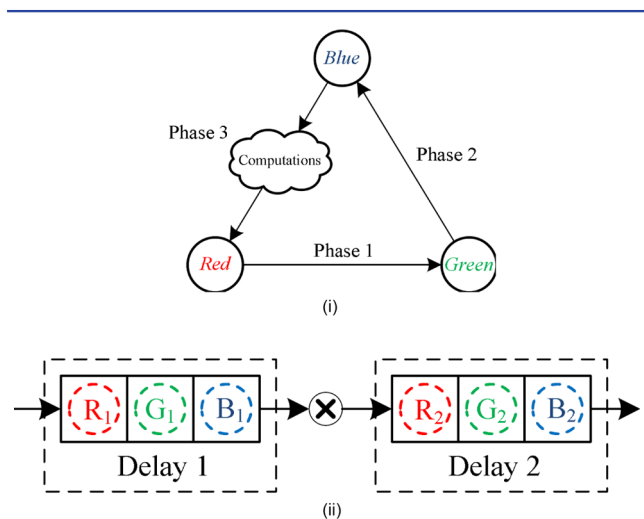 Blue
Phase 3
Computations
Phase 2
Red
Phase 1
Green
(i)
R1 G1 B1
Delay 1
R2 G2 B2
Delay 2
(ii)